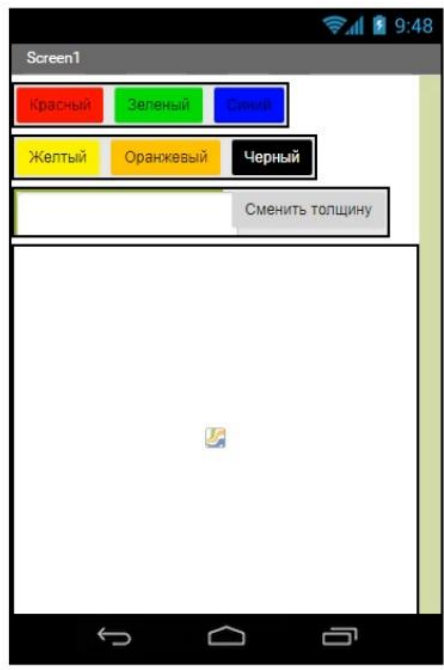 9:48
Screen1
Красный Зеленый Синий
Желтый Оранжевый Черный
Сменить толщину